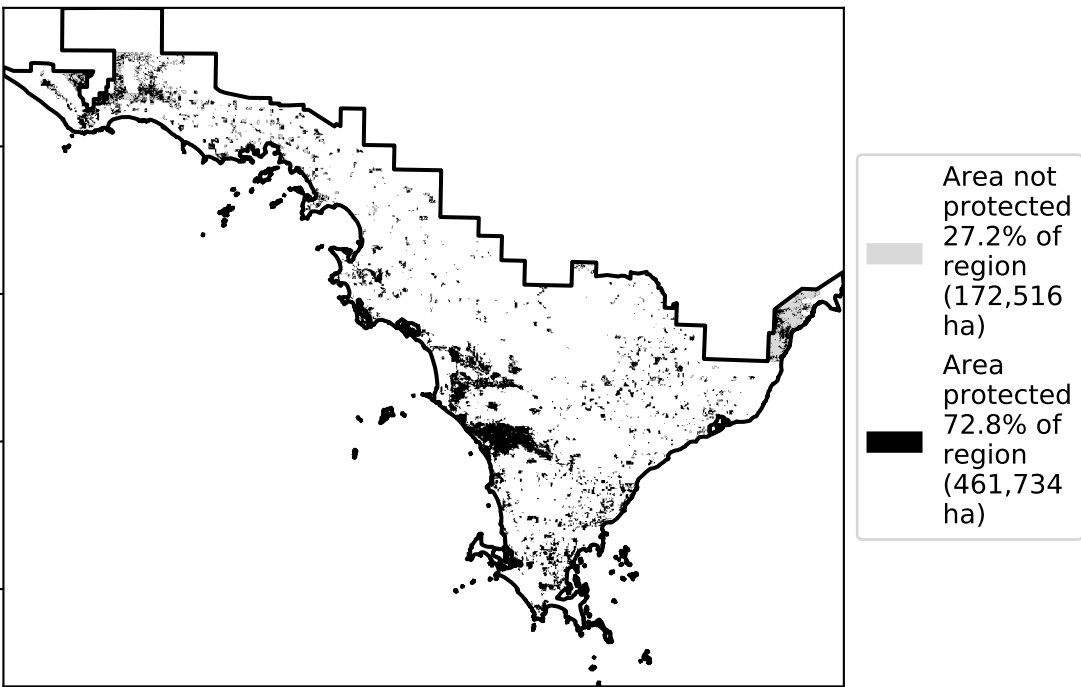 Area not
protected
27.2% of
region
(172,516
ha)
Area
protected
72.8% of
region
(461,734
ha)